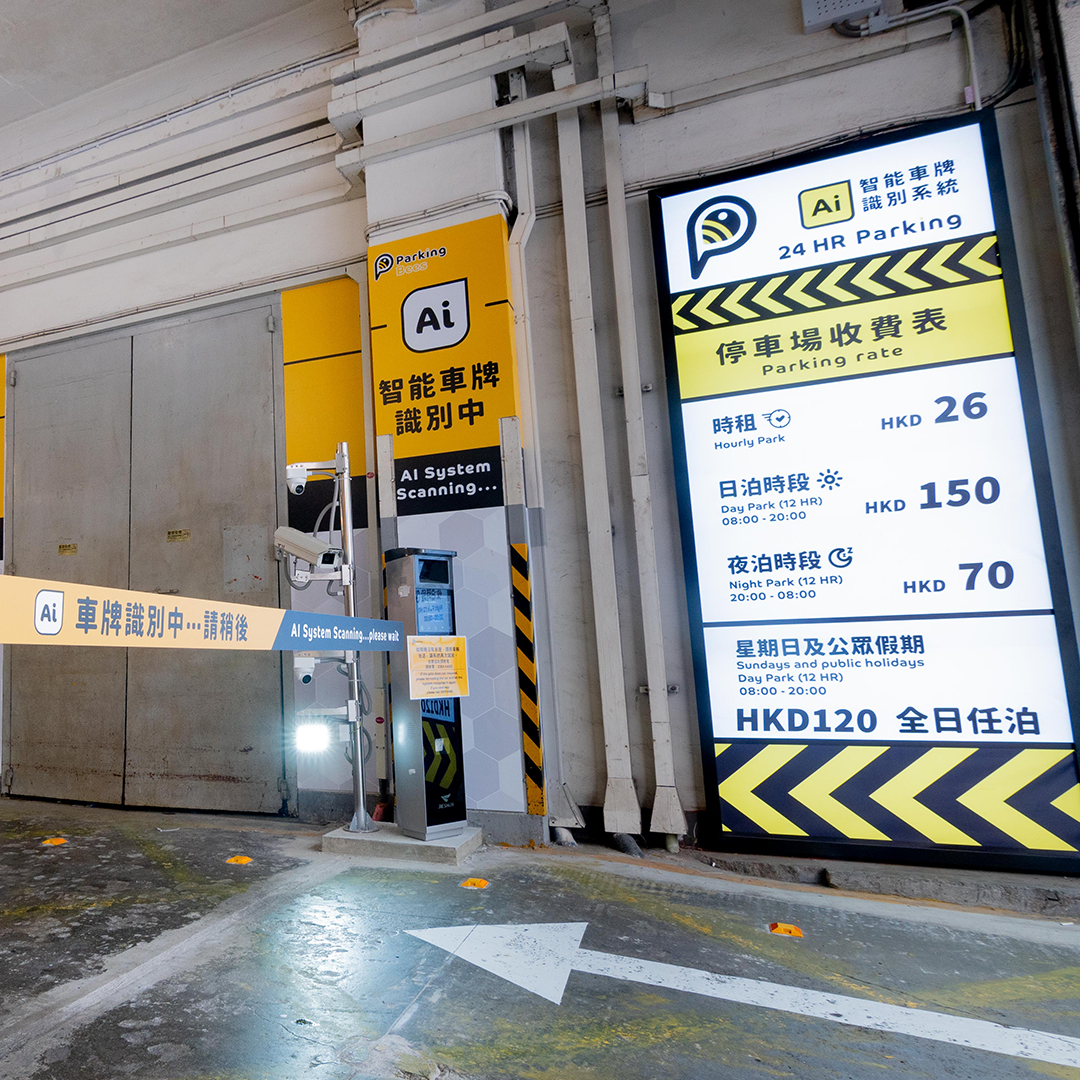 Parking
Bees
Ai
智能車牌
識別中
AI System
Scanning...
Ai 車牌識別中...請稍後
AI System Scanning...please wait
HKD120
Ai
智能車牌
識別系統
24 HR Parking
停車場收費表
Parking rate
時租
Hourly Park
HKD 26
日泊時段
Day Park (12 HR)
08:00 - 20:00
HKD 150
夜泊時段
Night Park (12 HR)
20:00 - 08:00
HKD 70
星期日及公眾假期
Sundays and public holidays
Day Park (12 HR)
08:00 - 20:00
HKD120 全日任泊